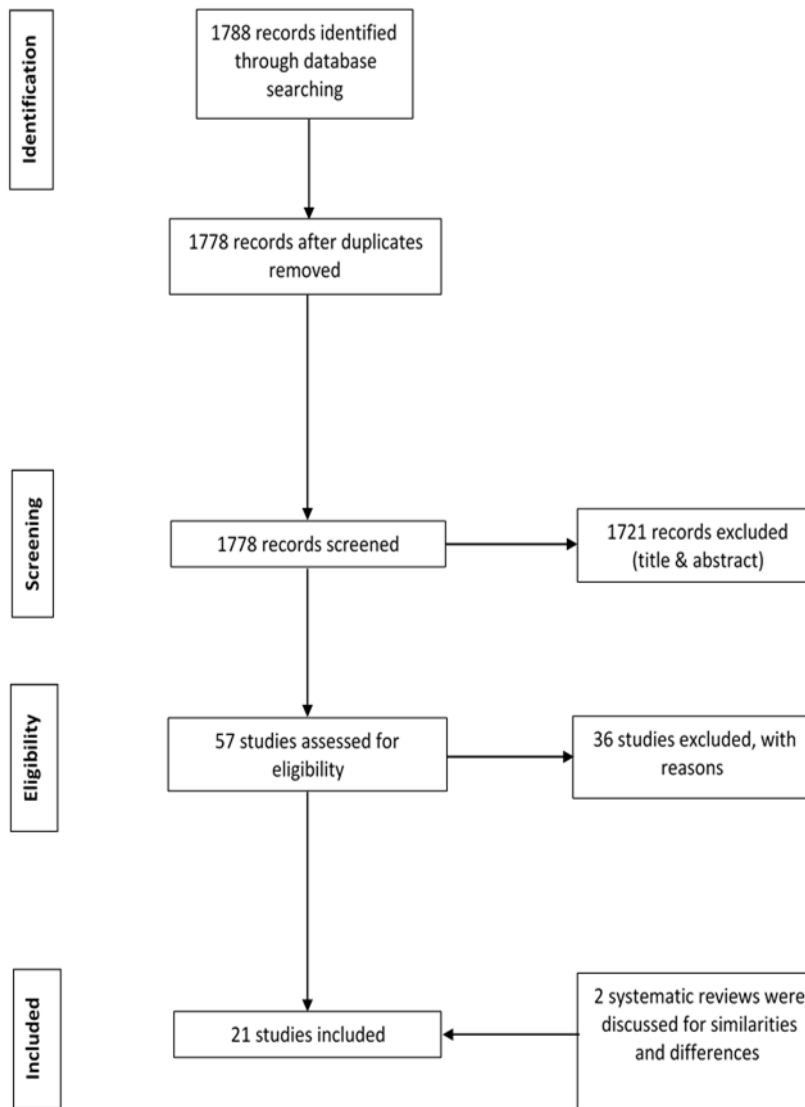 Identification
1788 records identified
through database
searching
1778 records after duplicates
removed
Screening
1778 records screened
1721 records excluded
(title & abstract)
Eligibility
57 studies assessed for
eligibility
36 studies excluded, with
reasons
Included
21 studies included
2 systematic reviews were
discussed for similarities
and differences